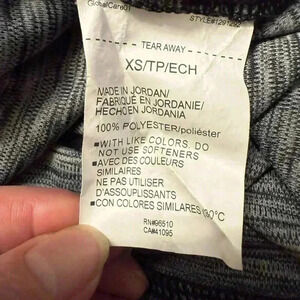 GlobalCare01
STYLE#1291282
TEAR AWAY
XS/TP/ECH
MADE IN JORDAN/
FABRIQUÉ EN JORDANIE/
HECHO EN JORDANIA
100% POLYESTER/poliéster
■WITH LIKE COLORS. DO
NOT USE SOFTENERS
■AVEC DES COULEURS
SIMILAIRES
NE PAS UTILISER
D'ASSOUPLISSANTS
■CON COLORES SIMILARES
RN#96510
CA#41095